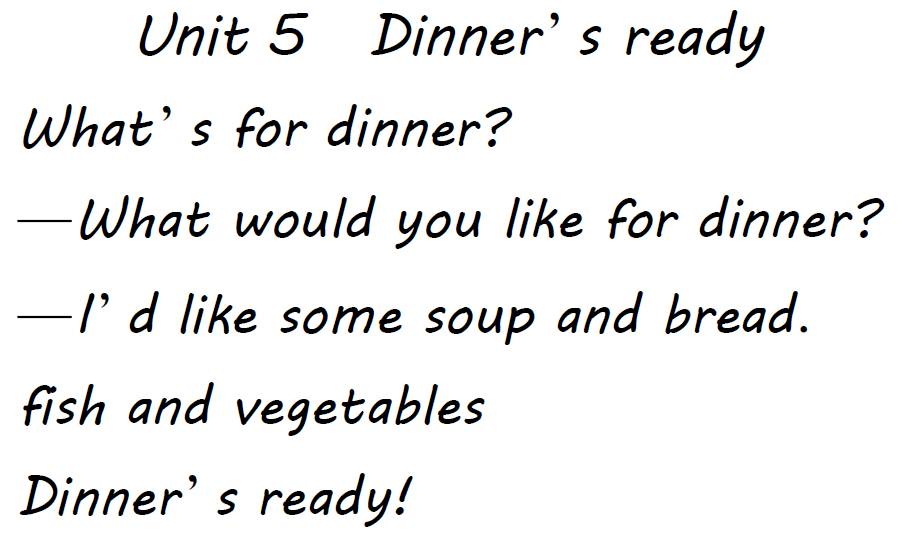 Unit 5 Dinner’s ready
What’s for dinner?
—What would you like for dinner?
—I’d like some soup and bread.
fish and vegetables
Dinner’s ready!